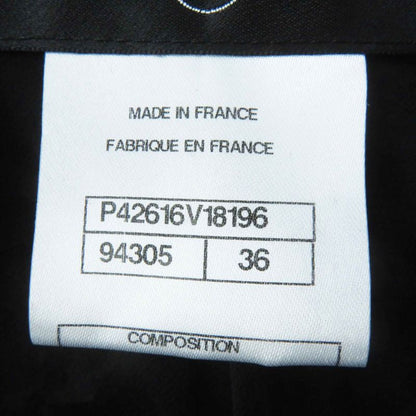 MADE IN FRANCE
FABRIQUE EN FRANCE
P42616V18196
94305 36
COMPOSITION